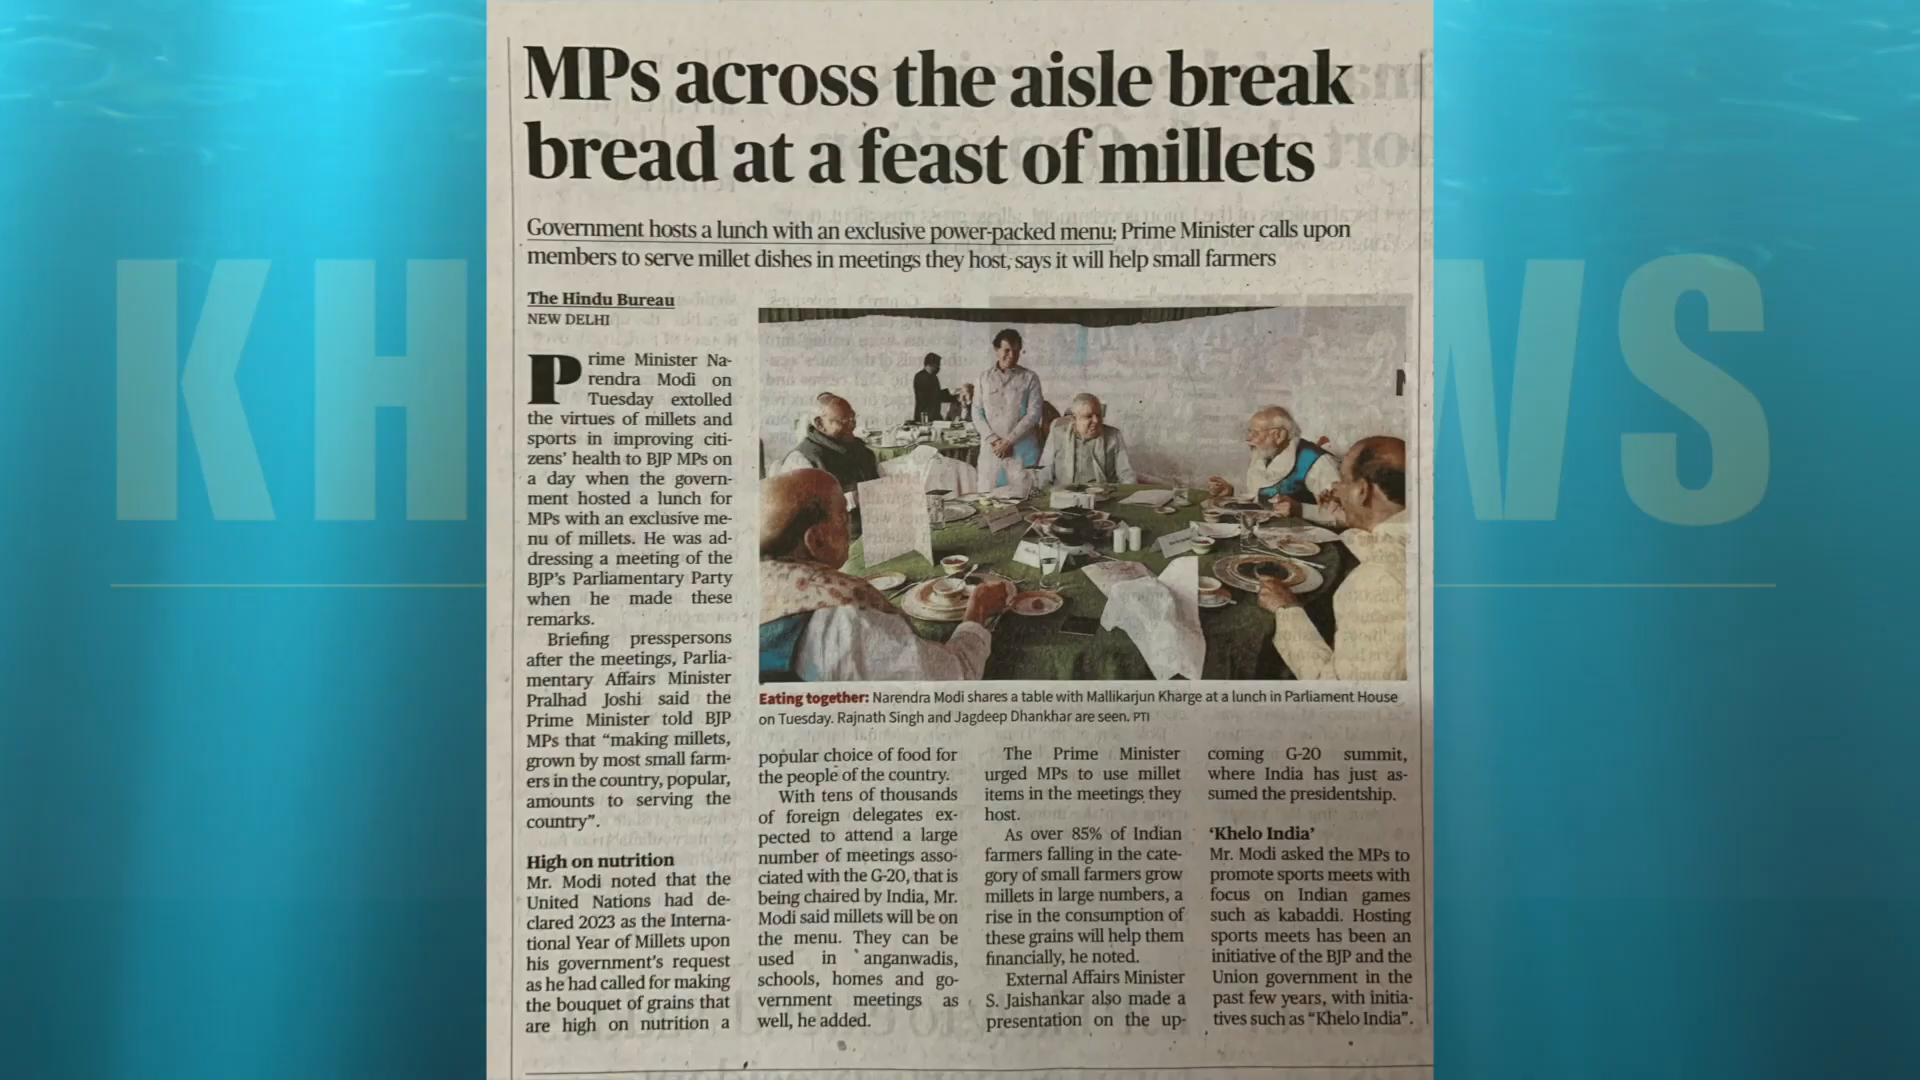 KH
WS
MPs across the aisle break
bread at a feast of millets
Government hosts a lunch with an exclusive power-packed menu; Prime Minister calls upon
members to serve millet dishes in meetings they host, says it will help small farmers
The Hindu Bureau
NEW DELHI
Prime Minister Na-
rendra Modi on
Tuesday extolled
the virtues of millets and
sports in improving citi-
zens’ health to BJP MPs on
a day when the govern-
ment hosted a lunch for
MPs with an exclusive me-
nu of millets. He was ad-
dressing a meeting of the
BJP’s Parliamentary Party
when he made these
remarks.
Briefing presspersons
after the meetings, Parlia-
mentary Affairs Minister
Pralhad Joshi said the
Prime Minister told BJP
MPs that “making millets,
grown by most small farm-
ers in the country, popular,
amounts to serving the
country”.
High on nutrition
Mr. Modi noted that the
United Nations had de-
clared 2023 as the Interna-
tional Year of Millets upon
his government’s request
as he had called for making
the bouquet of grains that
are high on nutrition a
Eating together: Narendra Modi shares a table with Mallikarjun Kharge at a lunch in Parliament House
on Tuesday. Rajnath Singh and Jagdeep Dhankhar are seen. PTI
popular choice of food for
the people of the country.
With tens of thousands
of foreign delegates ex-
pected to attend a large
number of meetings asso-
ciated with the G-20, that is
being chaired by India, Mr.
Modi said millets will be on
the menu. They can be
used in anganwadis,
schools, homes and go-
vernment meetings as
well, he added.
The Prime Minister
urged MPs to use millet
items in the meetings they
host.
As over 85% of Indian
farmers falling in the cate-
gory of small farmers grow
millets in large numbers, a
rise in the consumption of
these grains will help them
financially, he noted.
External Affairs Minister
S. Jaishankar also made a
presentation on the up-
coming G-20 summit,
where India has just as-
sumed the presidentship.
‘Khelo India’
Mr. Modi asked the MPs to
promote sports meets with
focus on Indian games
such as kabaddi. Hosting
sports meets has been an
initiative of the BJP and the
Union government in the
past few years, with initia-
tives such as “Khelo India”.